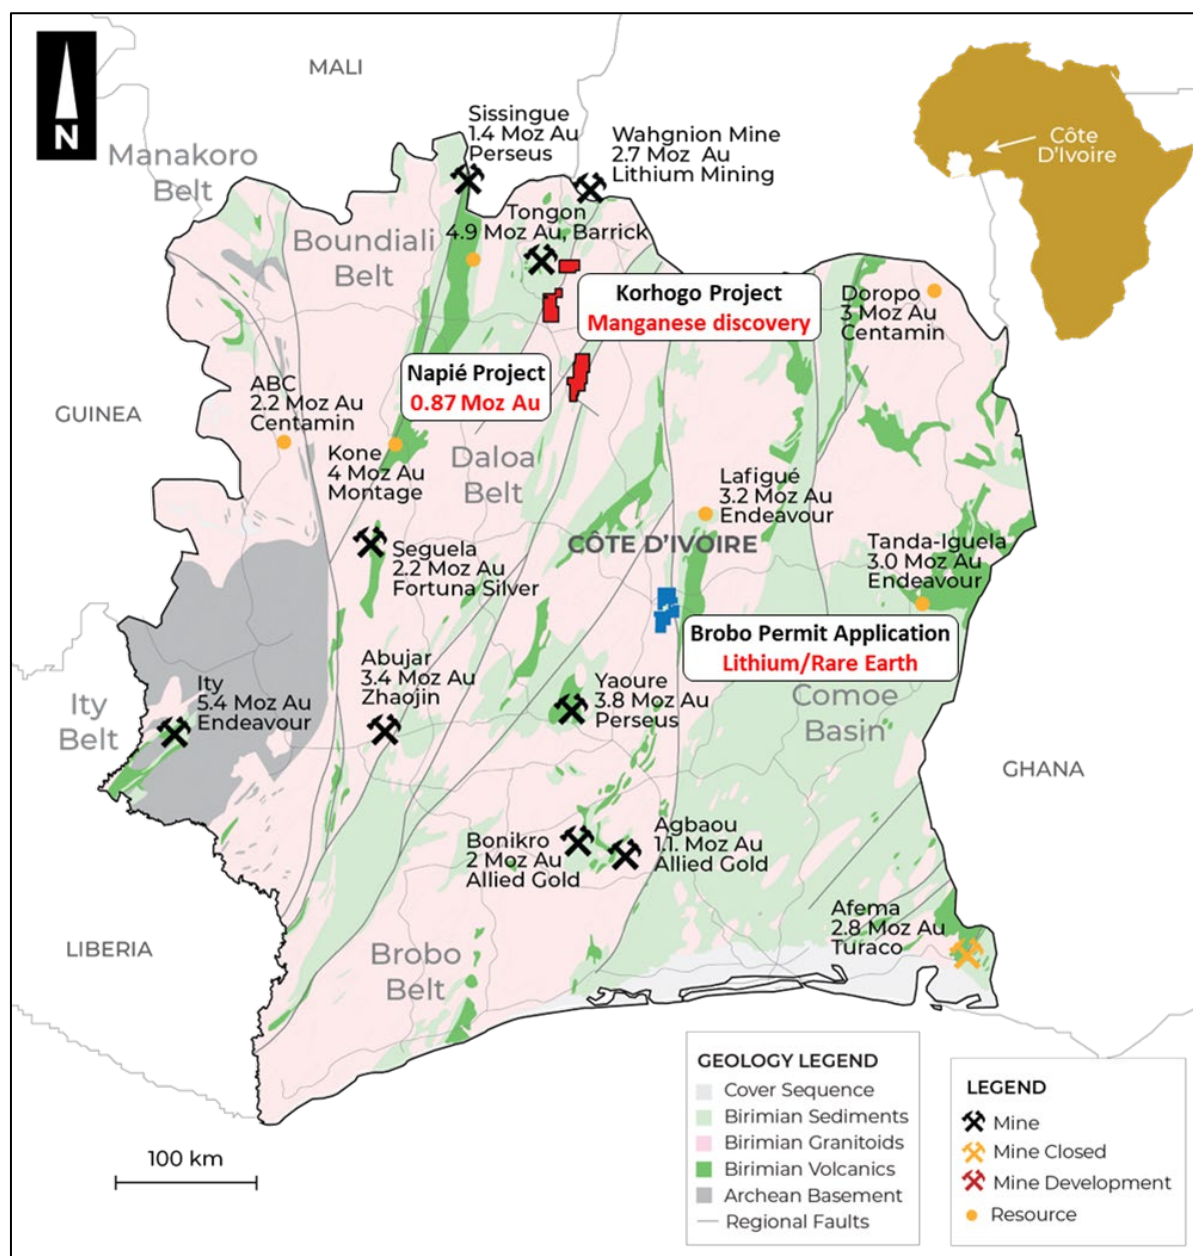 N
MALI
Manakoro
Belt
Sissingue
1.4 Moz Au
Perseus
Wahgnion Mine
2.7 Moz Au
Lithium Mining
Côte
D'Ivoire
Boundiali
Belt
Tongon
4.9 Moz Au, Barrick
Korhogo Project
Manganese discovery
Doropo
3 Moz Au
Centamin
Napié Project
0.87 Moz Au
ABC
2.2 Moz Au
Centamin
GUINEA
Kone
4 Moz Au
Montage
Daloa
Belt
Lafigué
3.2 Moz Au
Endeavour
CÔTE D'IVOIRE
Seguela
2.2 Moz Au
Fortuna Silver
Tanda-Iguela
3.0 Moz Au
Endeavour
Brobo Permit Application
Lithium/Rare Earth
Ity
Belt
Ity
5.4 Moz Au
Endeavour
Abujar
3.4 Moz Au
Zhaojin
Yaoure
3.8 Moz Au
Perseus
Comoe
Basin
GHANA
Bonikro
2 Moz Au
Allied Gold
Agbaou
1.1. Moz Au
Allied Gold
Afema
2.8 Moz Au
Turaco
LIBERIA
Brobo
Belt
100 km
GEOLOGY LEGEND
Cover Sequence
Birimian Sediments
Birimian Granitoids
Birimian Volcanics
Archean Basement
Regional Faults
LEGEND
Mine
Mine Closed
Mine Development
Resource